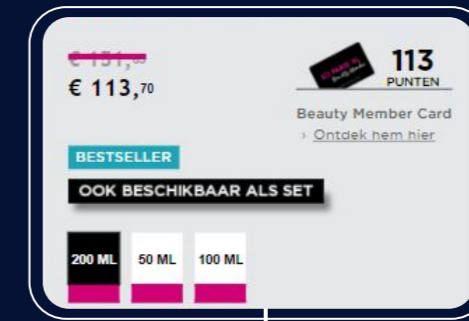 € 151,
€ 113,70
113
PUNTEN
Beauty Member Card
› Ontdek hem hier
BESTSELLER
OOK BESCHIKBAAR ALS SET
200 ML
50 ML
100 ML